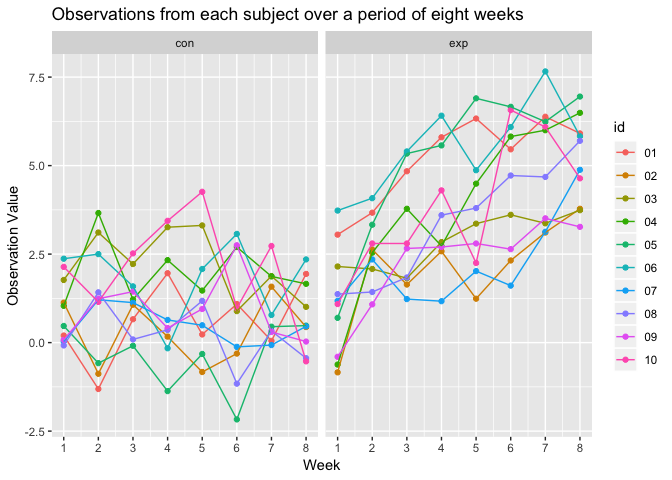 Observations from each subject over a period of eight weeks
con
exp
7.5
5.0
2.5
0.0
-2.5
Observation Value
1 2 3 4 5 6 7 8
1 2 3 4 5 6 7 8
Week
id
01
02
03
04
05
06
07
08
09
10